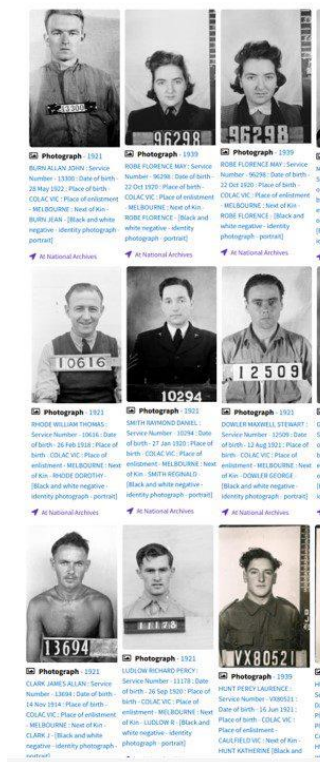 13300
96298
96298
Photograph - 1921
BURN ALLAN JOHN : Service
Number - 13300 : Date of birth -
28 May 1922 : Place of birth -
COLAC VIC : Place of enlistment
- MELBOURNE : Next of Kin -
BURN JEAN - [Black and white
negative - identity photograph -
portrait]
At National Archives
Photograph - 1939
ROBE FLORENCE MAY : Service
Number - 96298 : Date of birth -
22 Oct 1920 : Place of birth -
COLAC VIC : Place of enlistment
- MELBOURNE : Next of Kin -
ROBE FLORENCE - [Black and
white negative - identity
photograph - portrait]
At National Archives
Photograph - 1939
ROBE FLORENCE MAY : Service
Number - 96298 : Date of birth -
22 Oct 1920 : Place of birth -
COLAC VIC : Place of enlistment
- MELBOURNE : Next of Kin -
ROBE FLORENCE - [Black and
white negative - identity
photograph - portrait]
At National Archives
10616
10294
12509
Photograph - 1921
RHODE WILLIAM THOMAS :
Service Number - 10616 : Date
of birth - 26 Feb 1918 : Place of
birth - COLAC VIC : Place of
enlistment - MELBOURNE : Next
of Kin - RHODE DOROTHY -
[Black and white negative -
identity photograph - portrait]
At National Archives
Photograph - 1921
SMITH RAYMOND DANIEL :
Service Number - 10294 : Date
of birth - 27 Jan 1920 : Place of
birth - COLAC VIC : Place of
enlistment - MELBOURNE : Next
of Kin - SMITH REGINALD -
[Black and white negative -
identity photograph - portrait]
At National Archives
Photograph - 1921
DOWLER MAXWELL STEWART :
Service Number - 12509 : Date
of birth - 12 Aug 1921 : Place of
birth - COLAC VIC : Place of
enlistment - MELBOURNE : Next
of Kin - DOWLER GEORGE -
[Black and white negative -
identity photograph - portrait]
At National Archives
13694
11178
VX80521
Photograph - 1921
CLARK JAMES ALLAN : Service
Number - 13694 : Date of birth -
14 Nov 1914 : Place of birth -
COLAC VIC : Place of enlistment
- MELBOURNE : Next of Kin -
CLARK J - [Black and white
negative - identity photograph -
portrait]
Photograph - 1921
LUDLOW RICHARD PERCY :
Service Number - 11178 : Date
of birth - 26 Sep 1920 : Place of
birth - COLAC VIC : Place of
enlistment - MELBOURNE : Next
of Kin - LUDLOW R - [Black and
white negative - identity
photograph - portrait]
Photograph - 1939
HUNT PERCY LAURENCE :
Service Number - VX80521 :
Date of birth - 16 Jun 1921 :
Place of birth - COLAC VIC :
Place of enlistment -
CAULFIELD VIC : Next of Kin -
HUNT KATHERINE [Black and